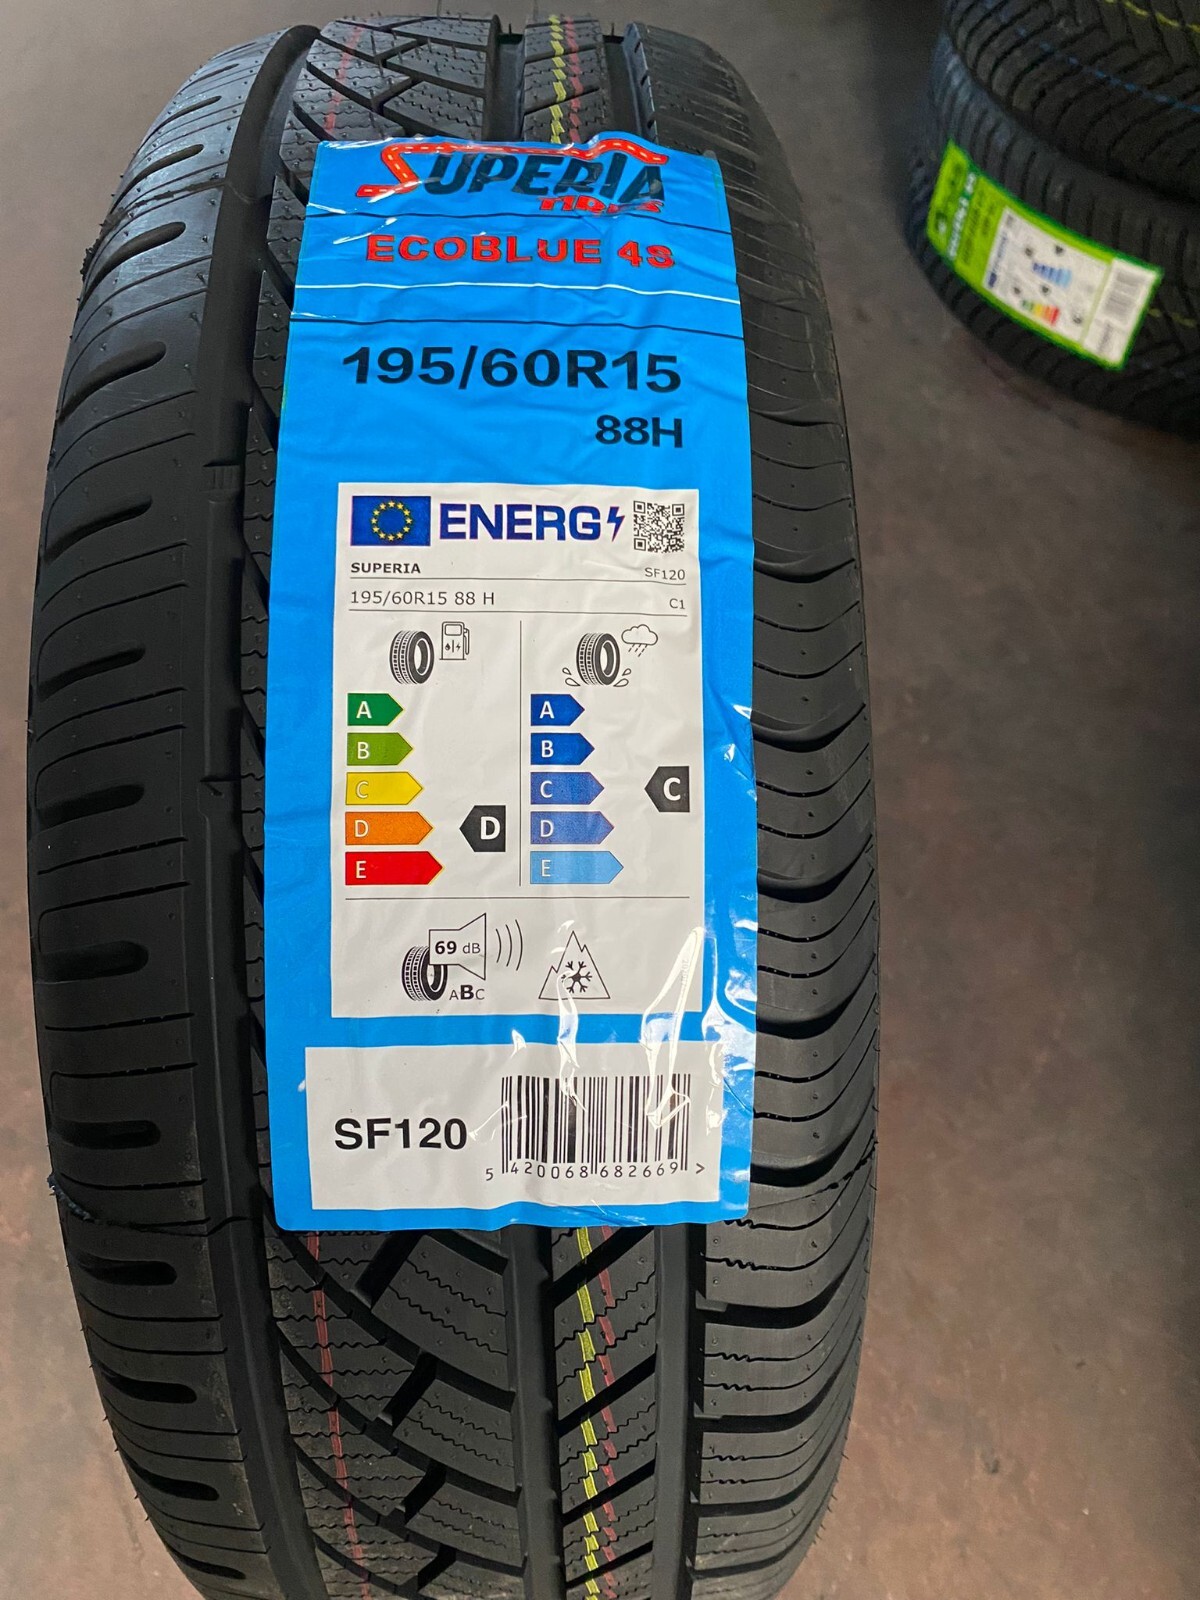 SUPERIA
TIRES
ECOBLUE 4S
195/60R15
88H
ENERG
SUPERIA SF120
195/60R15 88 H C1
A A
B B
C C C
D D D
E E
69 dB
ABC
SF120
5 420068 682669 >